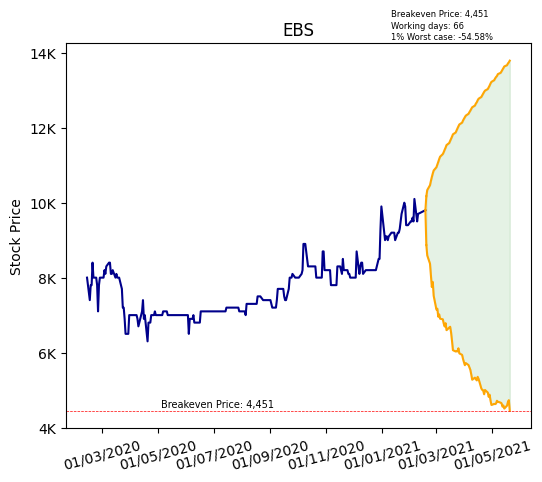 Breakeven Price: 4,451
Working days: 66
1% Worst case: -54.58%
EBS
Stock Price
14K
12K
10K
8K
6K
4K
Breakeven Price: 4,451
01/03/2020
01/05/2020
01/07/2020
01/09/2020
01/11/2020
01/01/2021
01/03/2021
01/05/2021